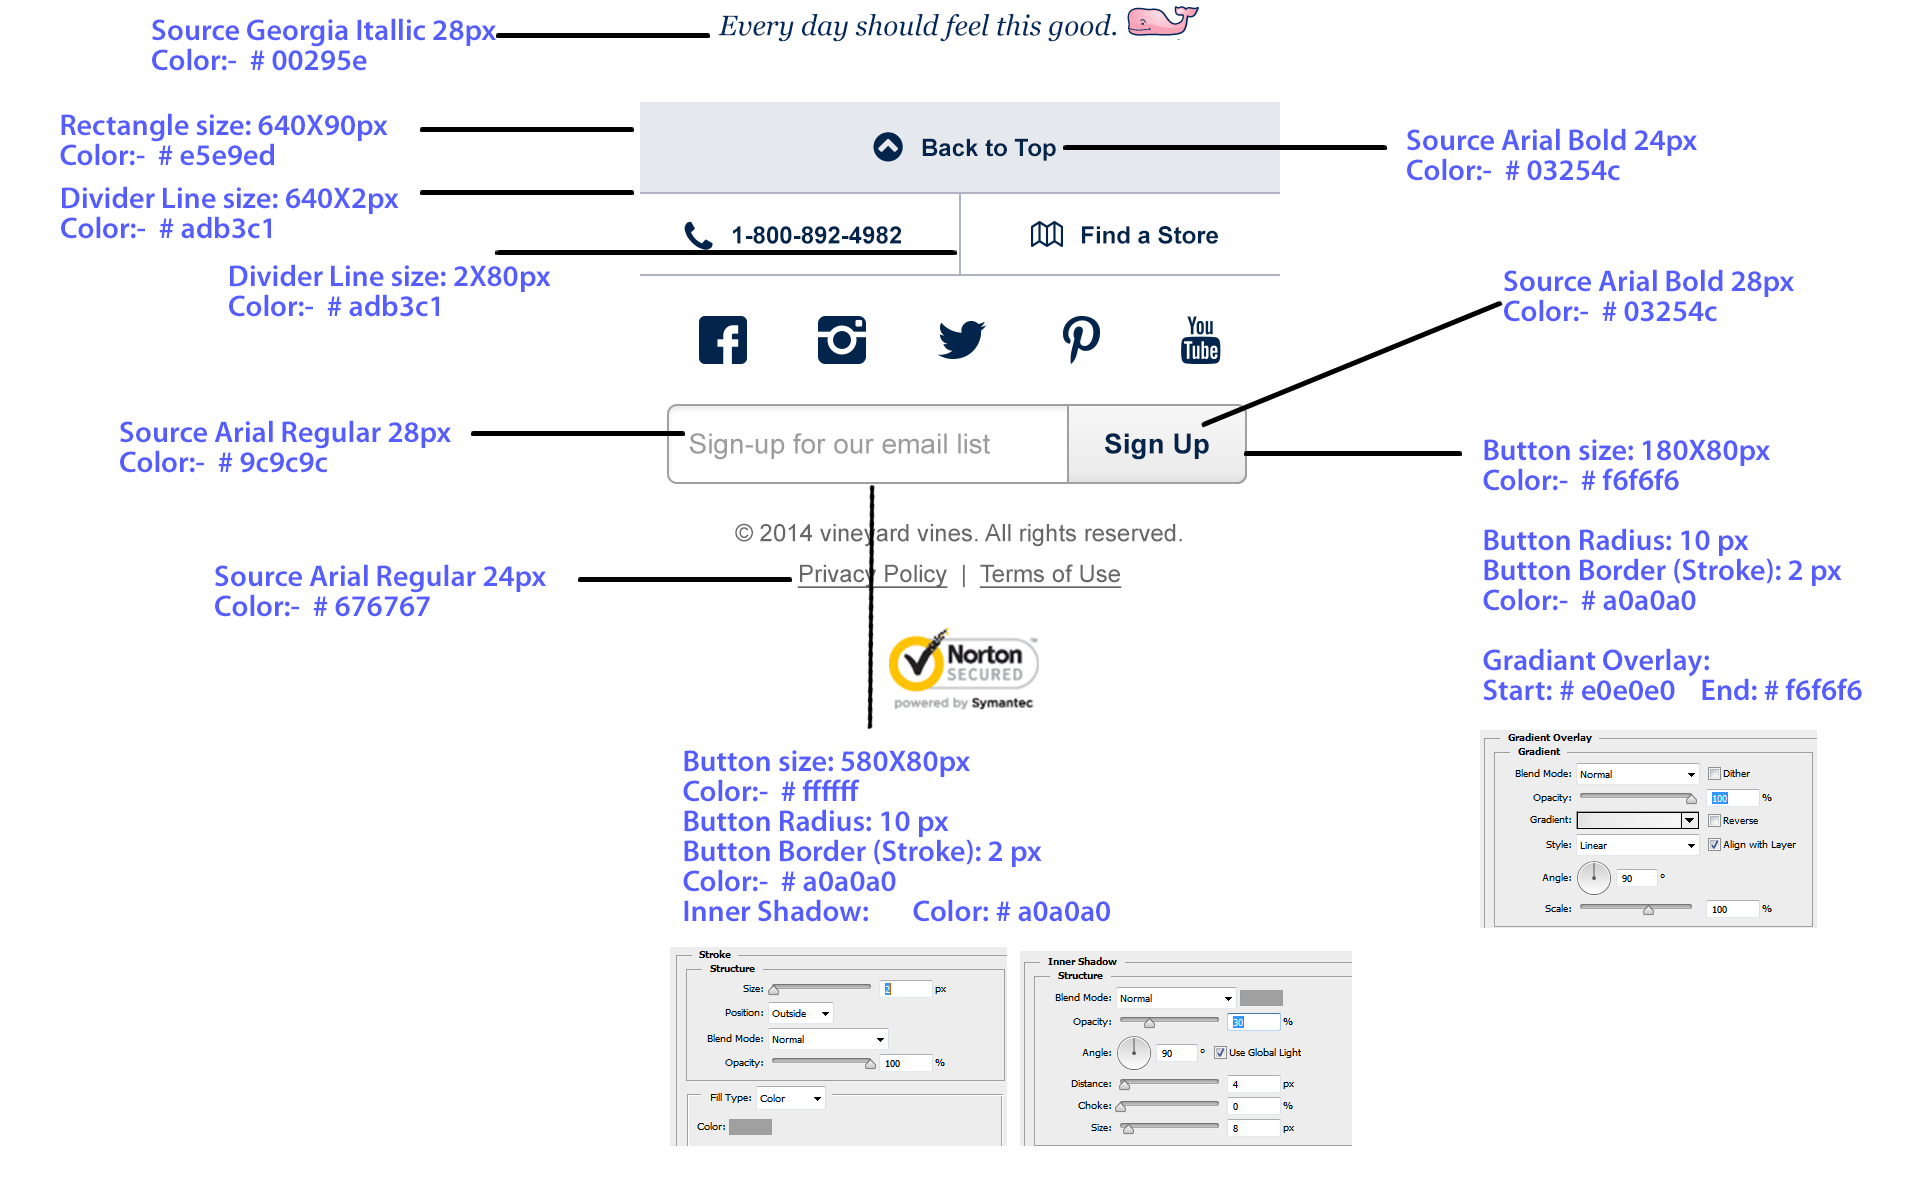 Source Georgia Itallic 28px
Color:-  # 00295e
Every day should feel this good.
Rectangle size: 640X90px
Color:-  # e5e9ed
Back to Top
Source Arial Bold 24px
Color:-  # 03254c
Divider Line size: 640X2px
Color:-  # adb3c1
1-800-892-4982
Find a Store
Divider Line size: 2X80px
Color:-  # adb3c1
Source Arial Bold 28px
Color:-  # 03254c
You
Tube
Source Arial Regular 28px
Color:-  # 9c9c9c
Sign-up for our email list
Sign Up
Button size: 180X80px
Color:-  # f6f6f6
Button Radius: 10 px
Button Border (Stroke): 2 px
Color:-  # a0a0a0
Gradiant Overlay:
Start: # e0e0e0    End: # f6f6f6
© 2014 vineyard vines. All rights reserved.
Source Arial Regular 24px
Color:-  # 676767
Privacy Policy  |  Terms of Use
Norton
SECURED
™
powered by Symantec
Button size: 580X80px
Color:-  # ffffff
Button Radius: 10 px
Button Border (Stroke): 2 px
Color:-  # a0a0a0
Inner Shadow:      Color: # a0a0a0
Gradient Overlay
Gradient
Blend Mode: Normal  Dither
Opacity: 100 %
Gradient:  Reverse
Style: Linear  Align with Layer
Angle: 90 °
Scale: 100 %
Stroke
Structure
Size: 2 px
Position: Outside
Blend Mode: Normal
Opacity: 100 %
Fill Type: Color
Color:
Inner Shadow
Structure
Blend Mode: Normal
Opacity: 30 %
Angle: 90 °  Use Global Light
Distance: 4 px
Choke: 0 %
Size: 8 px